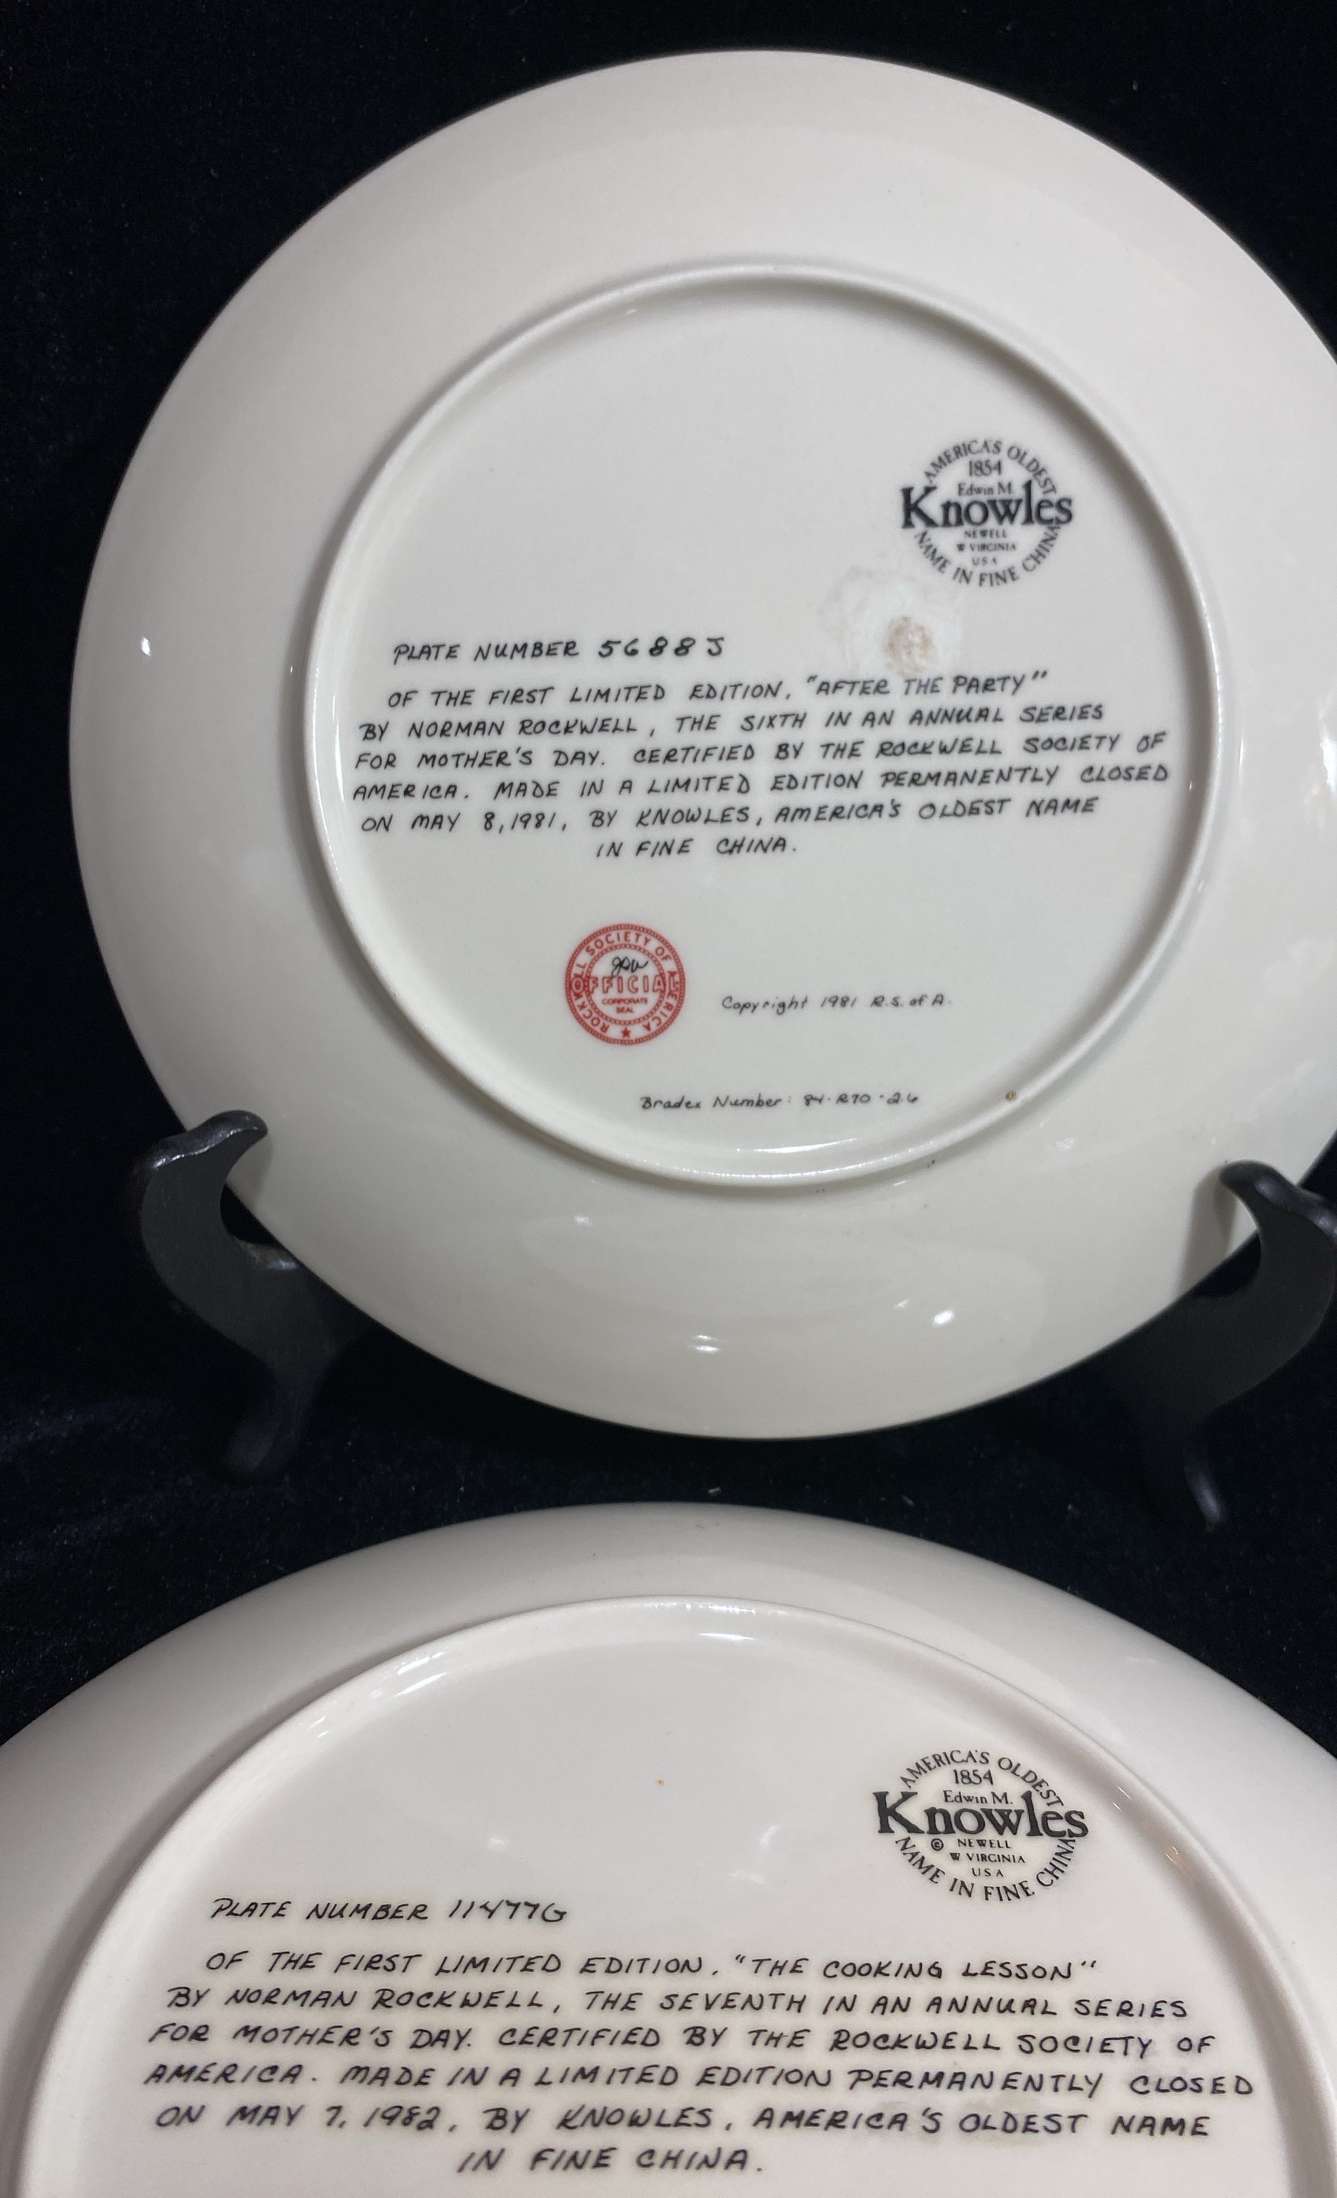 AMERICA'S OLDEST
1854
Edwin M.
Knowles
NEWELL
W VIRGINIA
USA
NAME IN FINE CHINA
PLATE NUMBER 5688J
OF THE FIRST LIMITED EDITION, "AFTER THE PARTY"
BY NORMAN ROCKWELL, THE SIXTH IN AN ANNUAL SERIES
FOR MOTHER'S DAY. CERTIFIED BY THE ROCKWELL SOCIETY OF
AMERICA. MADE IN A LIMITED EDITION PERMANENTLY CLOSED
ON MAY 8, 1981, BY KNOWLES, AMERICA'S OLDEST NAME
IN FINE CHINA.
ROCKWELL SOCIETY OF AMERICA
OFFICIAL
CORPORATE
SEAL
Copyright 1981 R.S. of A.
Bradex Number: 84-R70-2.6
AMERICA'S OLDEST
1854
Edwin M.
Knowles
© NEWELL
W VIRGINIA
USA
NAME IN FINE CHINA
PLATE NUMBER 11477G
OF THE FIRST LIMITED EDITION, "THE COOKING LESSON"
BY NORMAN ROCKWELL, THE SEVENTH IN AN ANNUAL SERIES
FOR MOTHER'S DAY. CERTIFIED BY THE ROCKWELL SOCIETY OF
AMERICA. MADE IN A LIMITED EDITION PERMANENTLY CLOSED
ON MAY 7, 1982, BY KNOWLES, AMERICA'S OLDEST NAME
IN FINE CHINA.